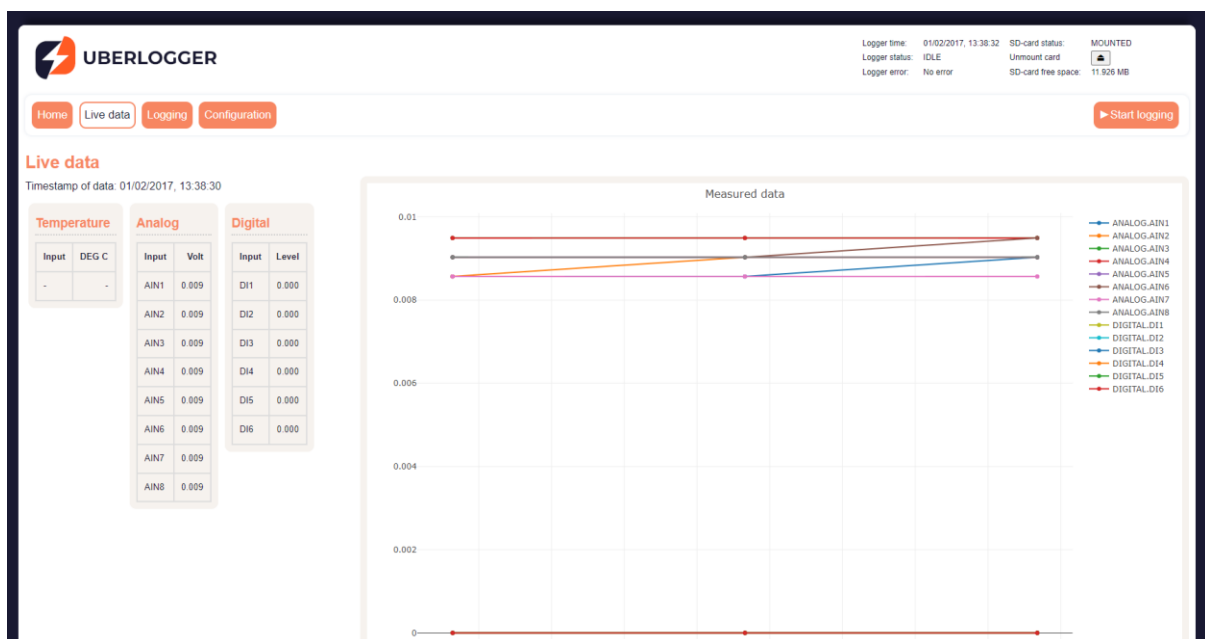 UBERLOGGER
Logger time: 01/02/2017, 13:38:32 SD-card status: MOUNTED
Logger status: IDLE Unmount card
Logger error: No error SD-card free space: 11.926 MB
Home Live data Logging Configuration ▶Start logging
Live data
Timestamp of data: 01/02/2017, 13:38:30
Temperature
Input DEG C
- -
Analog
Input Volt
AIN1 0.009
AIN2 0.009
AIN3 0.009
AIN4 0.009
AIN5 0.009
AIN6 0.009
AIN7 0.009
AIN8 0.009
Digital
Input Level
DI1 0.000
DI2 0.000
DI3 0.000
DI4 0.000
DI5 0.000
DI6 0.000
Measured data
0.01
0.008
0.006
0.004
0.002
0
ANALOG.AIN1
ANALOG.AIN2
ANALOG.AIN3
ANALOG.AIN4
ANALOG.AIN5
ANALOG.AIN6
ANALOG.AIN7
ANALOG.AIN8
DIGITAL.DI1
DIGITAL.DI2
DIGITAL.DI3
DIGITAL.DI4
DIGITAL.DI5
DIGITAL.DI6